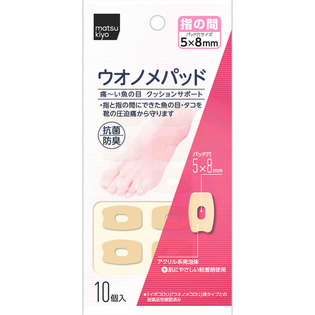 matsu
kiyo
指の間
パッド穴サイズ
5×8mm
ウオノメパッド
痛〜い魚の目 クッションサポート
・指と指の間にできた魚の目・タコを
靴の圧迫痛から守ります
抗菌
防臭
パッド穴
5×8mm
アクリル系発泡体
+肌にやさしい粘着剤使用
10個入